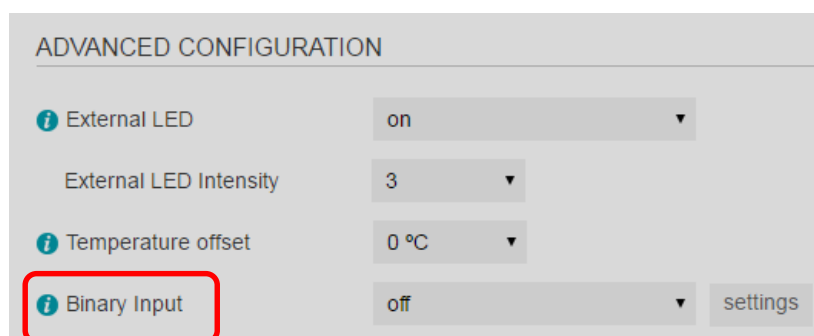 ADVANCED CONFIGURATION
External LED on
External LED Intensity 3
Temperature offset 0 ºC
Binary Input off settings